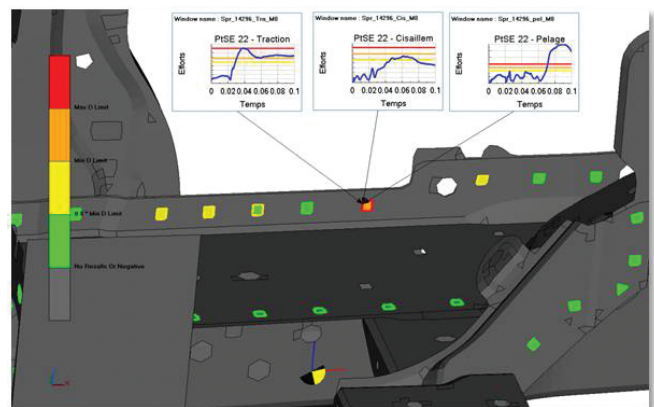 Window name : Spr_14296_Tra_M0
PtSE 22 - Traction
Efforts
0 0.02 0.04 0.06 0.08 0.1
Temps
Window name : Spr_14296_Cis_M0
PtSE 22 - Cisaillem
Efforts
0 0.02 0.04 0.06 0.08 0.1
Temps
Window name : Spr_14296_pel_M0
PtSE 22 - Pelage
Efforts
0 0.02 0.04 0.06 0.08 0.1
Temps
Max D Limit
Min D Limit
Min D Limit
No Results Or Negative